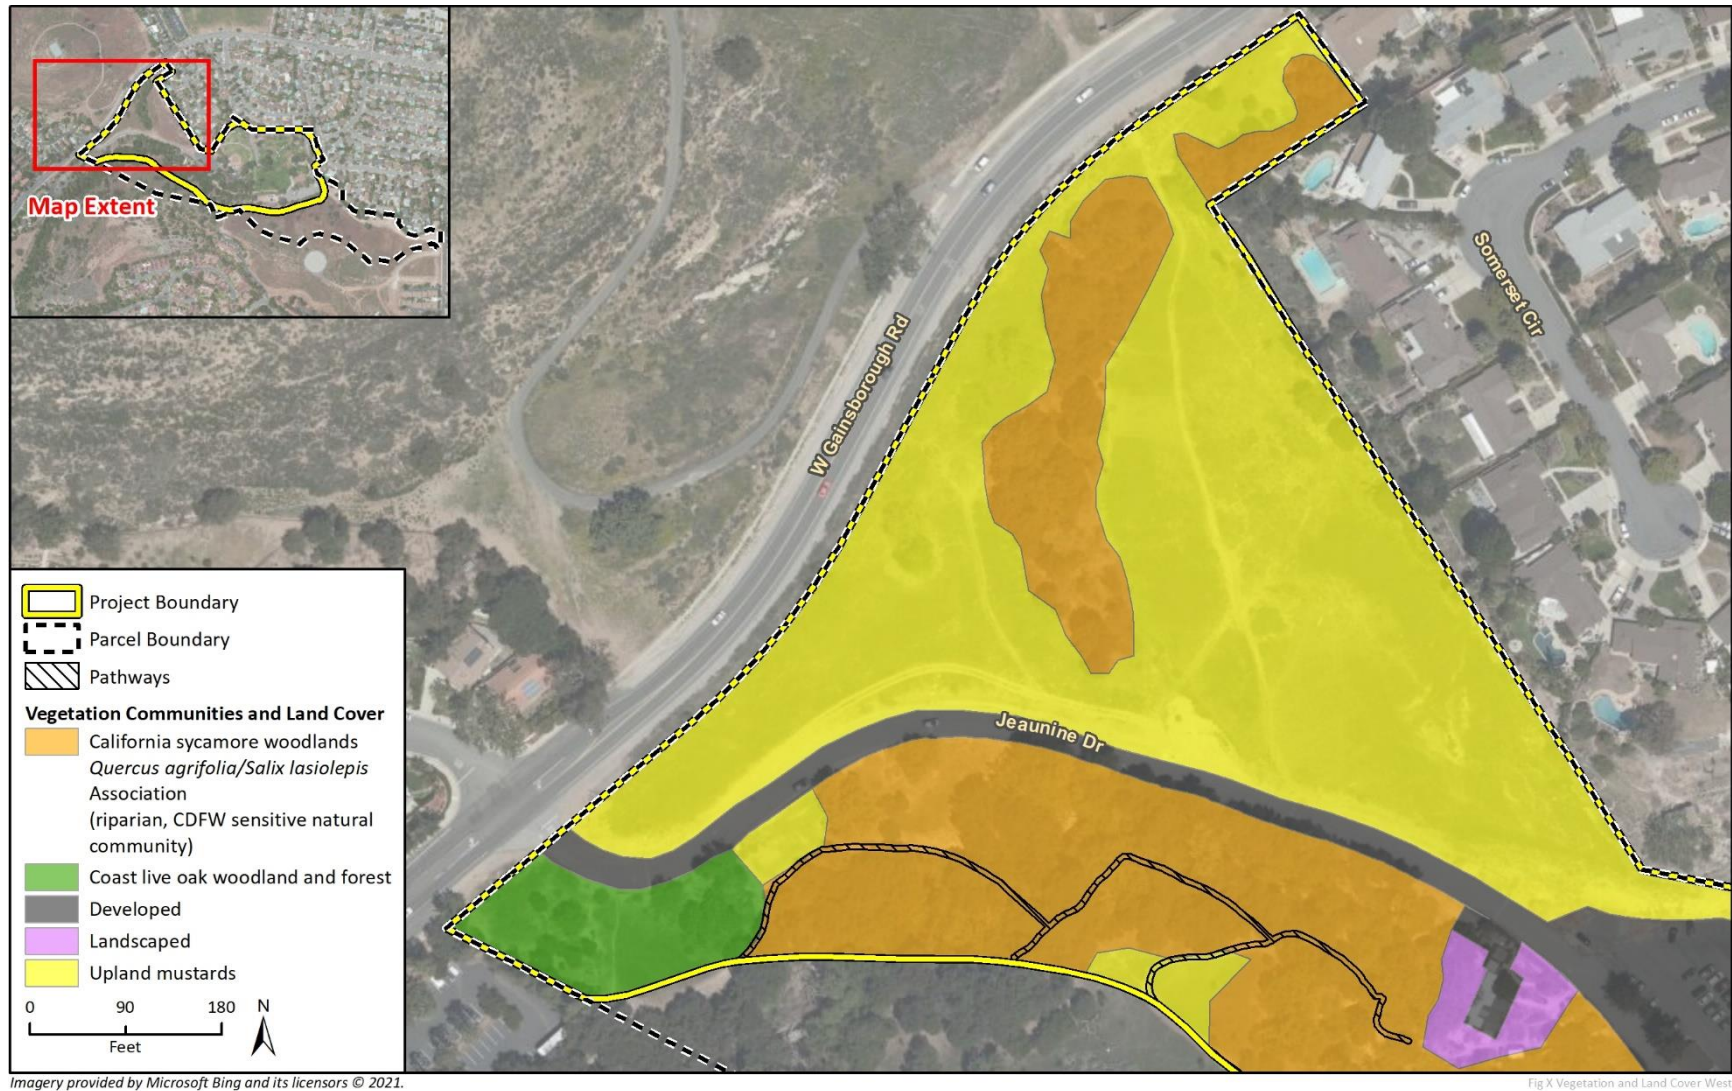 Map Extent
W Gainsborough Rd
Somerset Cir
Jeaunine Dr
Project Boundary
Parcel Boundary
Pathways
Vegetation Communities and Land Cover
California sycamore woodlands
Quercus agrifolia/Salix lasiolepis
Association
(riparian, CDFW sensitive natural
community)
Coast live oak woodland and forest
Developed
Landscaped
Upland mustards
0 90 180
Feet
N
Imagery provided by Microsoft Bing and its licensors © 2021.
Fig X Vegetation and Land Cover West